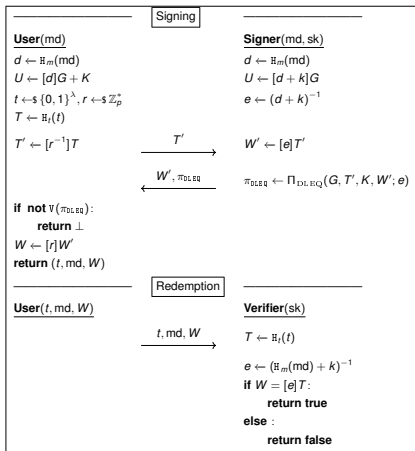 Signing
User(md) Signer(md, sk)
d ← H_m(md) d ← H_m(md)
U ← [d]G + K U ← [d + k]G
t ←$ {0, 1}^λ, r ←$ ℤ*_p e ← (d + k)^−1
T ← H_t(t)
T′ ← [r^−1]T T′ W′ ← [e]T′
W′, π_DLEQ π_DLEQ ← Π_DLEQ(G, T′, K, W′; e)
if not V(π_DLEQ) :
return ⊥
W ← [r]W′
return (t, md, W)
Redemption
User(t, md, W) Verifier(sk)
t, md, W T ← H_t(t)
e ← (H_m(md) + k)^−1
if W = [e]T :
return true
else :
return false